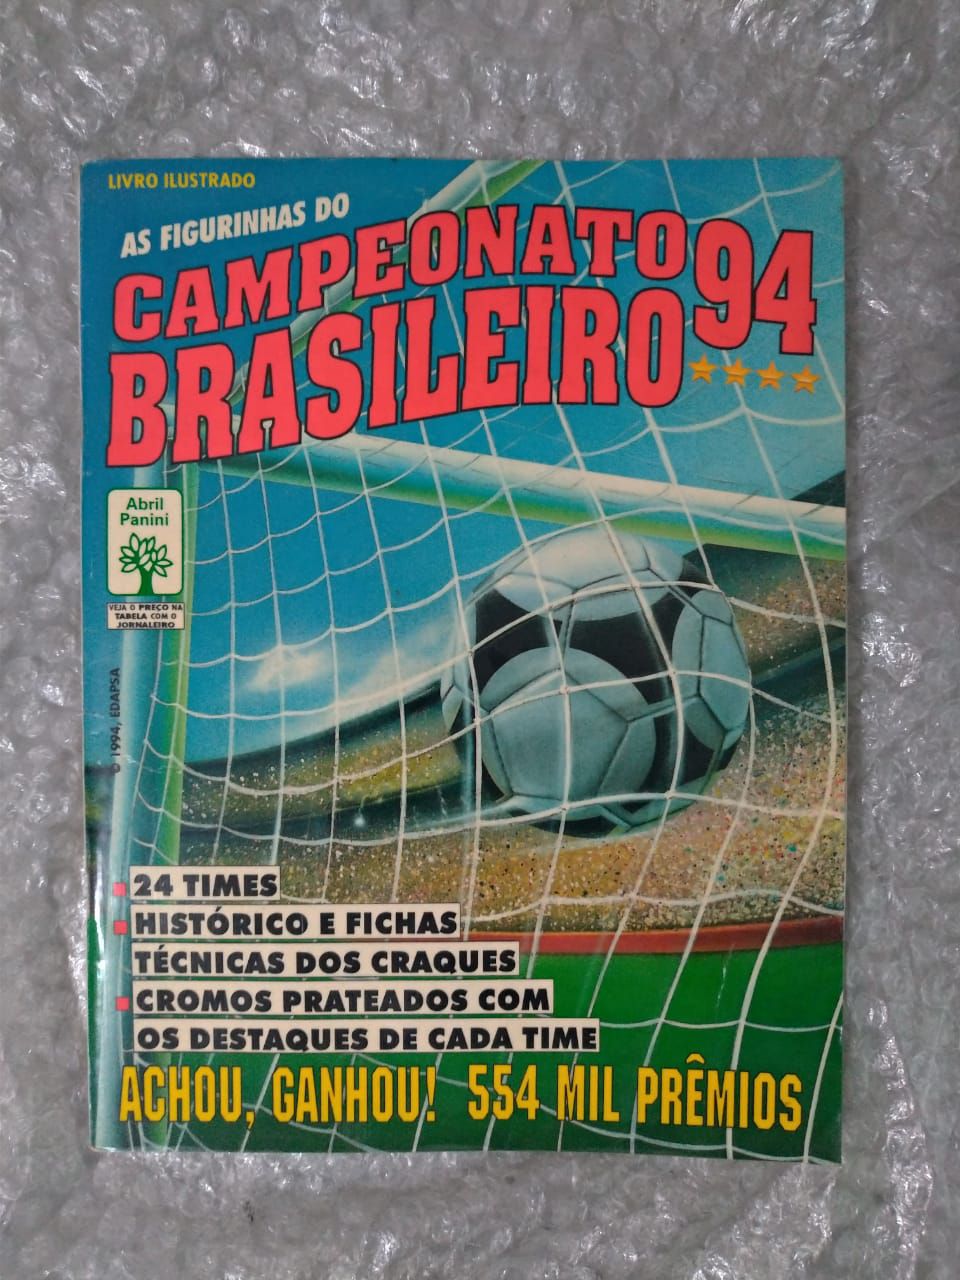 LIVRO ILUSTRADO
AS FIGURINHAS DO
CAMPEONATO
BRASILEIRO 94
Abril
Panini
VEJA O PREÇO NA
TABELA COM O
JORNALEIRO
© 1994, EDAPSA
24 TIMES
HISTÓRICO E FICHAS
TÉCNICAS DOS CRAQUES
CROMOS PRATEADOS COM
OS DESTAQUES DE CADA TIME
ACHOU, GANHOU! 554 MIL PRÊMIOS